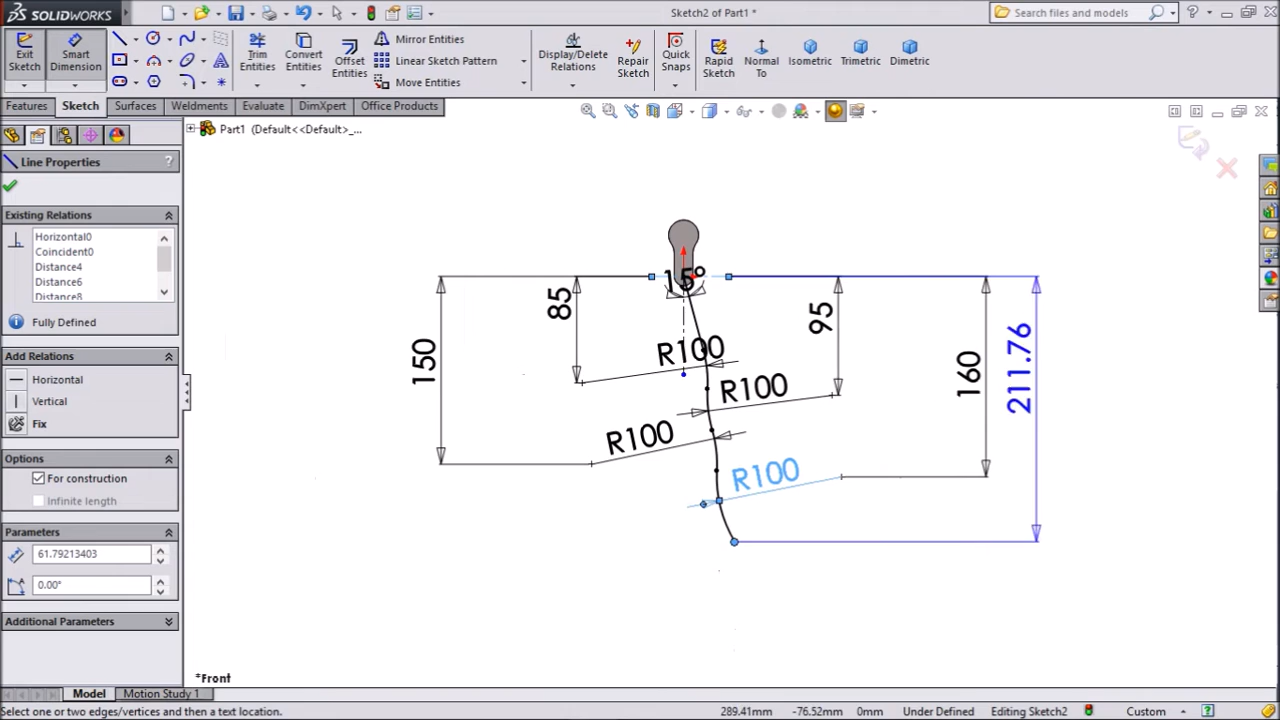 SOLIDWORKS
Sketch2 of Part1 *
Search files and models
Exit Sketch
Smart Dimension
Trim Entities
Convert Entities
Offset Entities
Mirror Entities
Linear Sketch Pattern
Move Entities
Display/Delete Relations
Repair Sketch
Quick Snaps
Rapid Sketch
Normal To
Isometric
Trimetric
Dimetric
Features
Sketch
Surfaces
Weldments
Evaluate
DimXpert
Office Products
Part1 (Default<<Default>_...
Line Properties
?
Existing Relations
Horizontal0
Coincident0
Distance4
Distance6
Distance8
Fully Defined
Add Relations
Horizontal
Vertical
Fix
Options
For construction
Infinite length
Parameters
61.79213403
0.00°
Additional Parameters
15°
85
95
150
R100
R100
160
211.76
R100
R100
*Front
Model
Motion Study 1
Select one or two edges/vertices and then a text location.
289.41mm
-76.52mm
0mm
Under Defined
Editing Sketch2
Custom